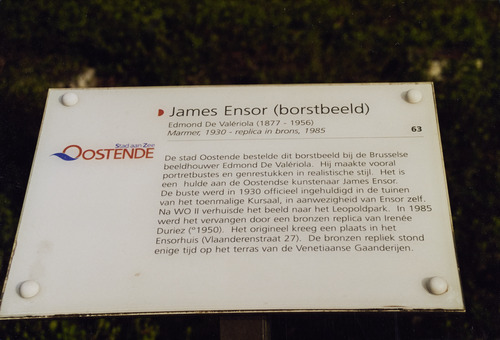 James Ensor (borstbeeld)
Edmond De Valériola (1877 - 1956)
Marmer, 1930 - replica in brons, 1985
63
Stad aan Zee
OOSTENDE
De stad Oostende bestelde dit borstbeeld bij de Brusselse
beeldhouwer Edmond De Valériola. Hij maakte vooral
portretbustes en genrestukken in realistische stijl. Het is
een hulde aan de Oostendse kunstenaar James Ensor.
De buste werd in 1930 officieel ingehuldigd in de tuinen
van het toenmalige Kursaal, in aanwezigheid van Ensor zelf.
Na WO II verhuisde het beeld naar het Leopoldpark. In 1985
werd het vervangen door een bronzen replica van Irenée
Duriez (°1950). Het origineel kreeg een plaats in het
Ensorhuis (Vlaanderenstraat 27). De bronzen repliek stond
enige tijd op het terras van de Venetiaanse Gaanderijen.